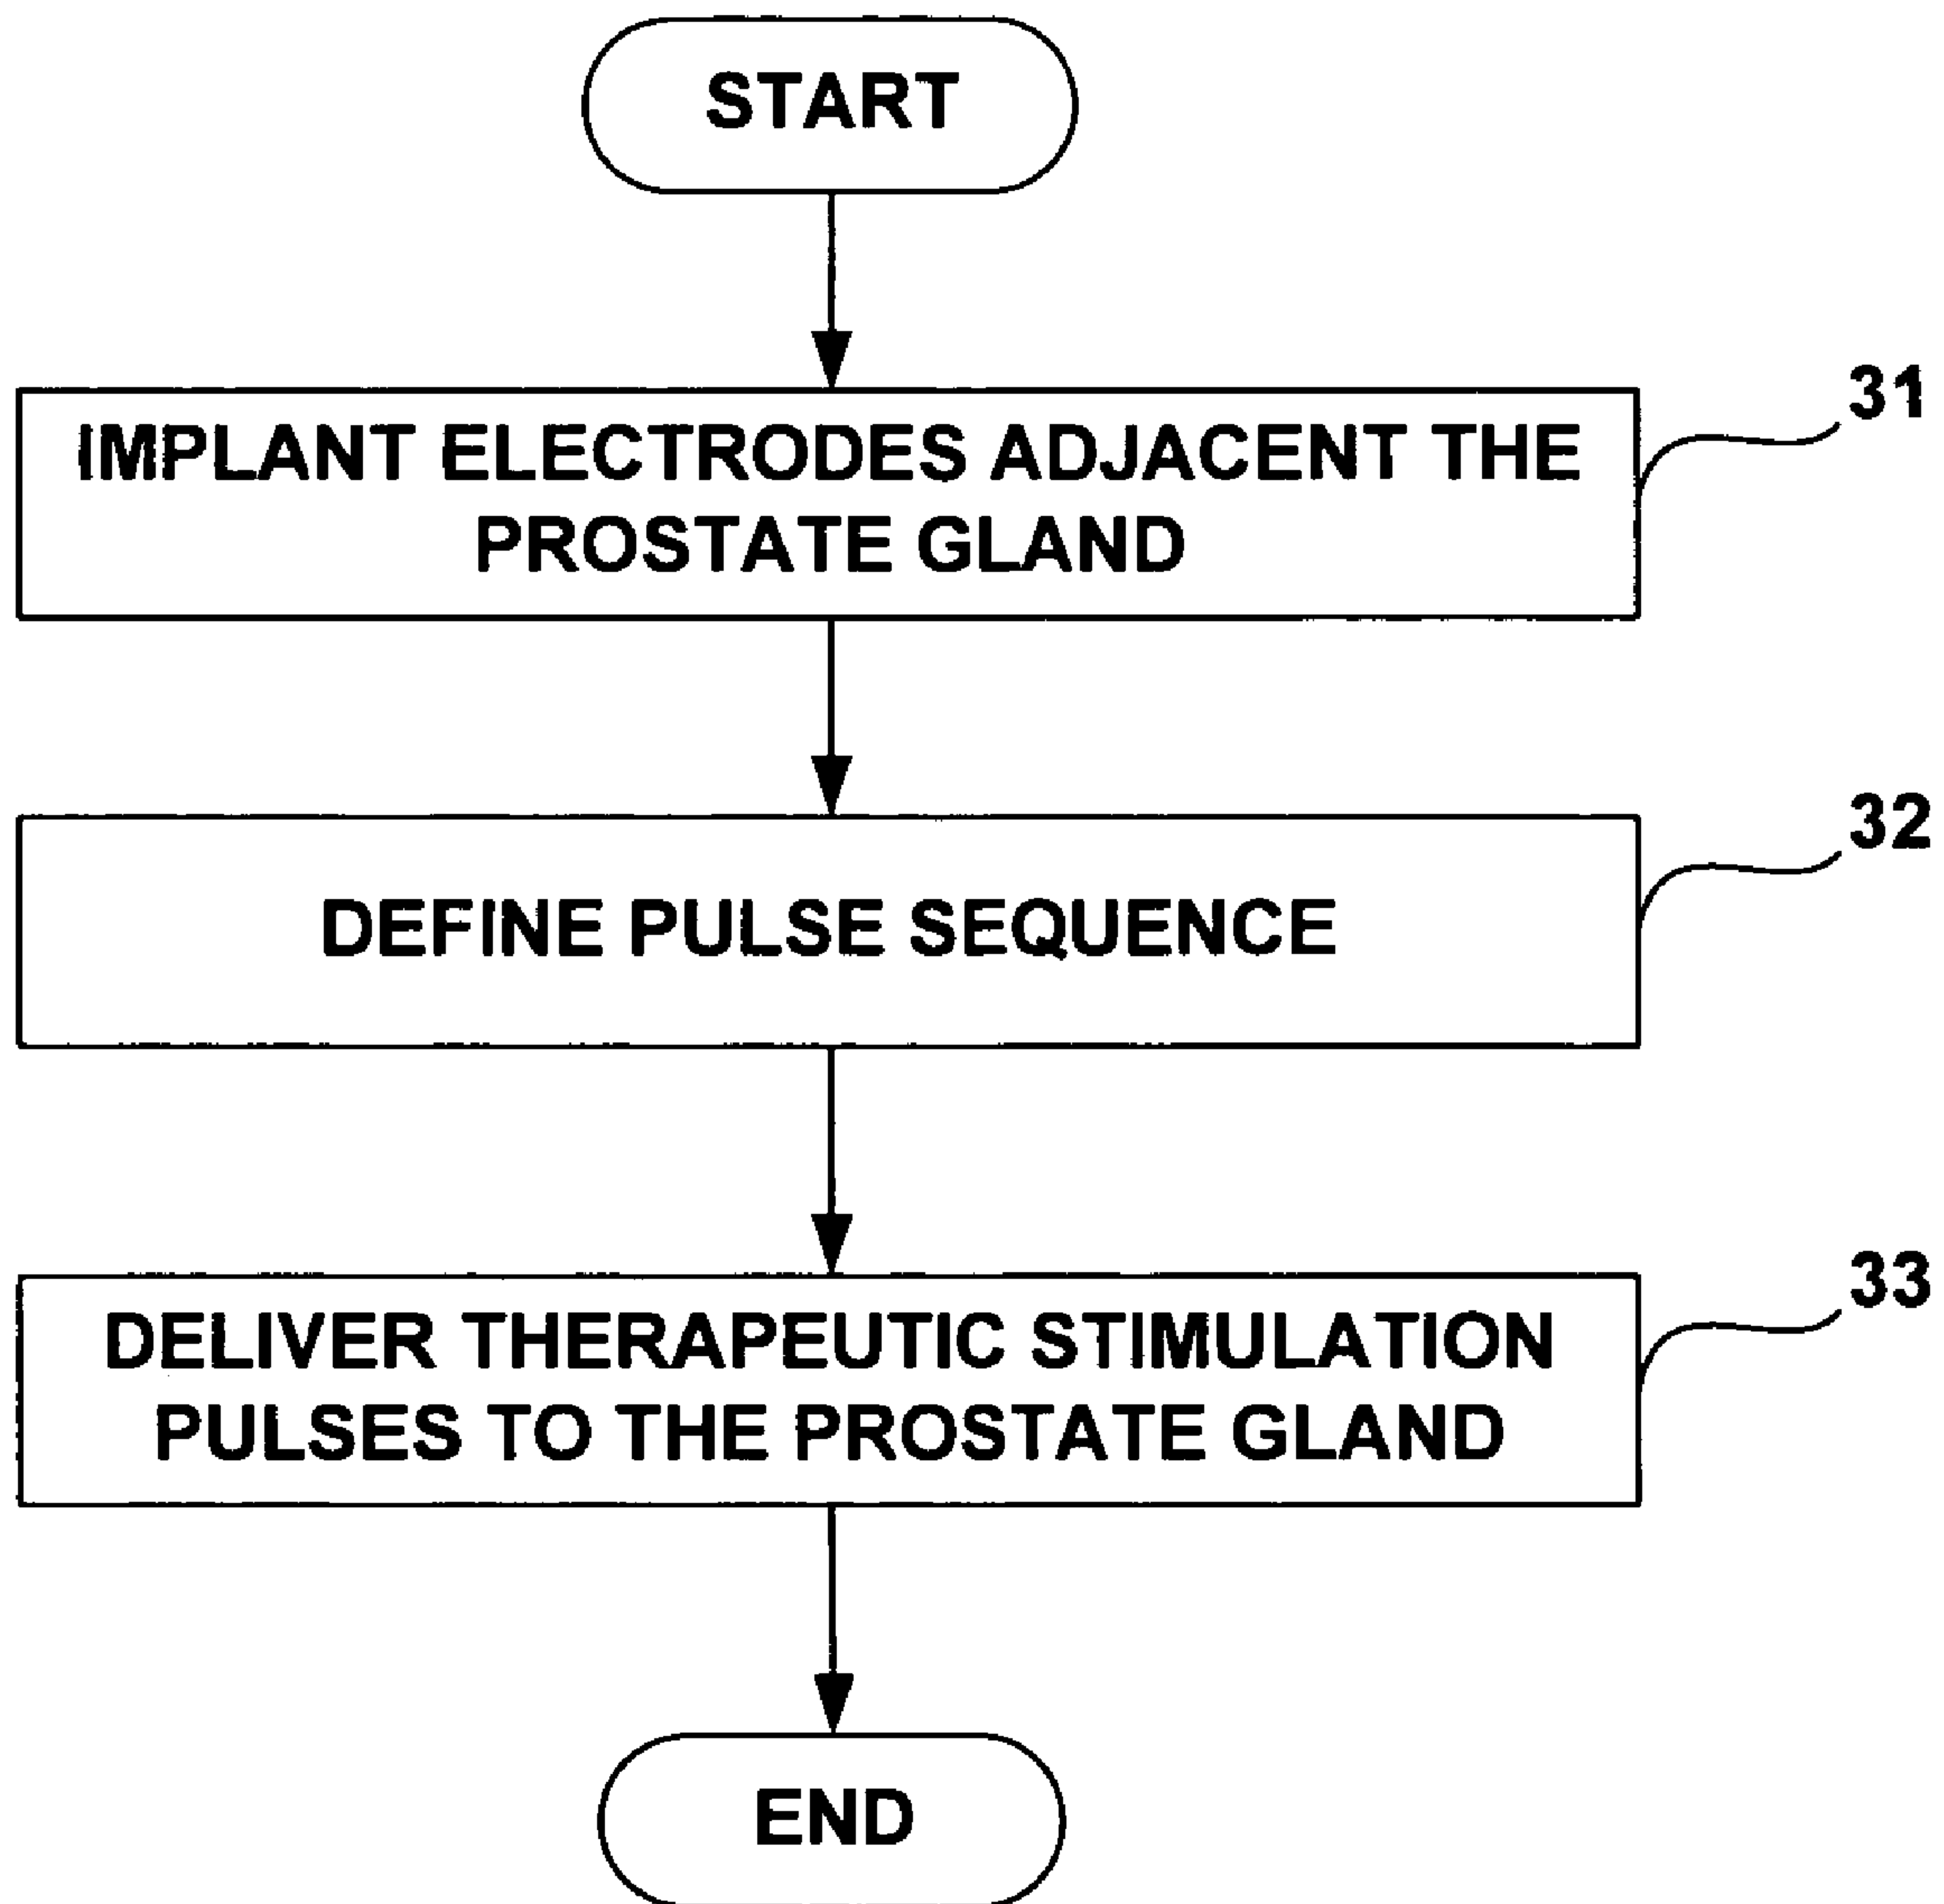 START
31
IMPLANT ELECTRODES ADJACENT THE
PROSTATE GLAND
32
DEFINE PULSE SEQUENCE
33
DELIVER THERAPEUTIC STIMULATION
PULSES TO THE PROSTATE GLAND
END